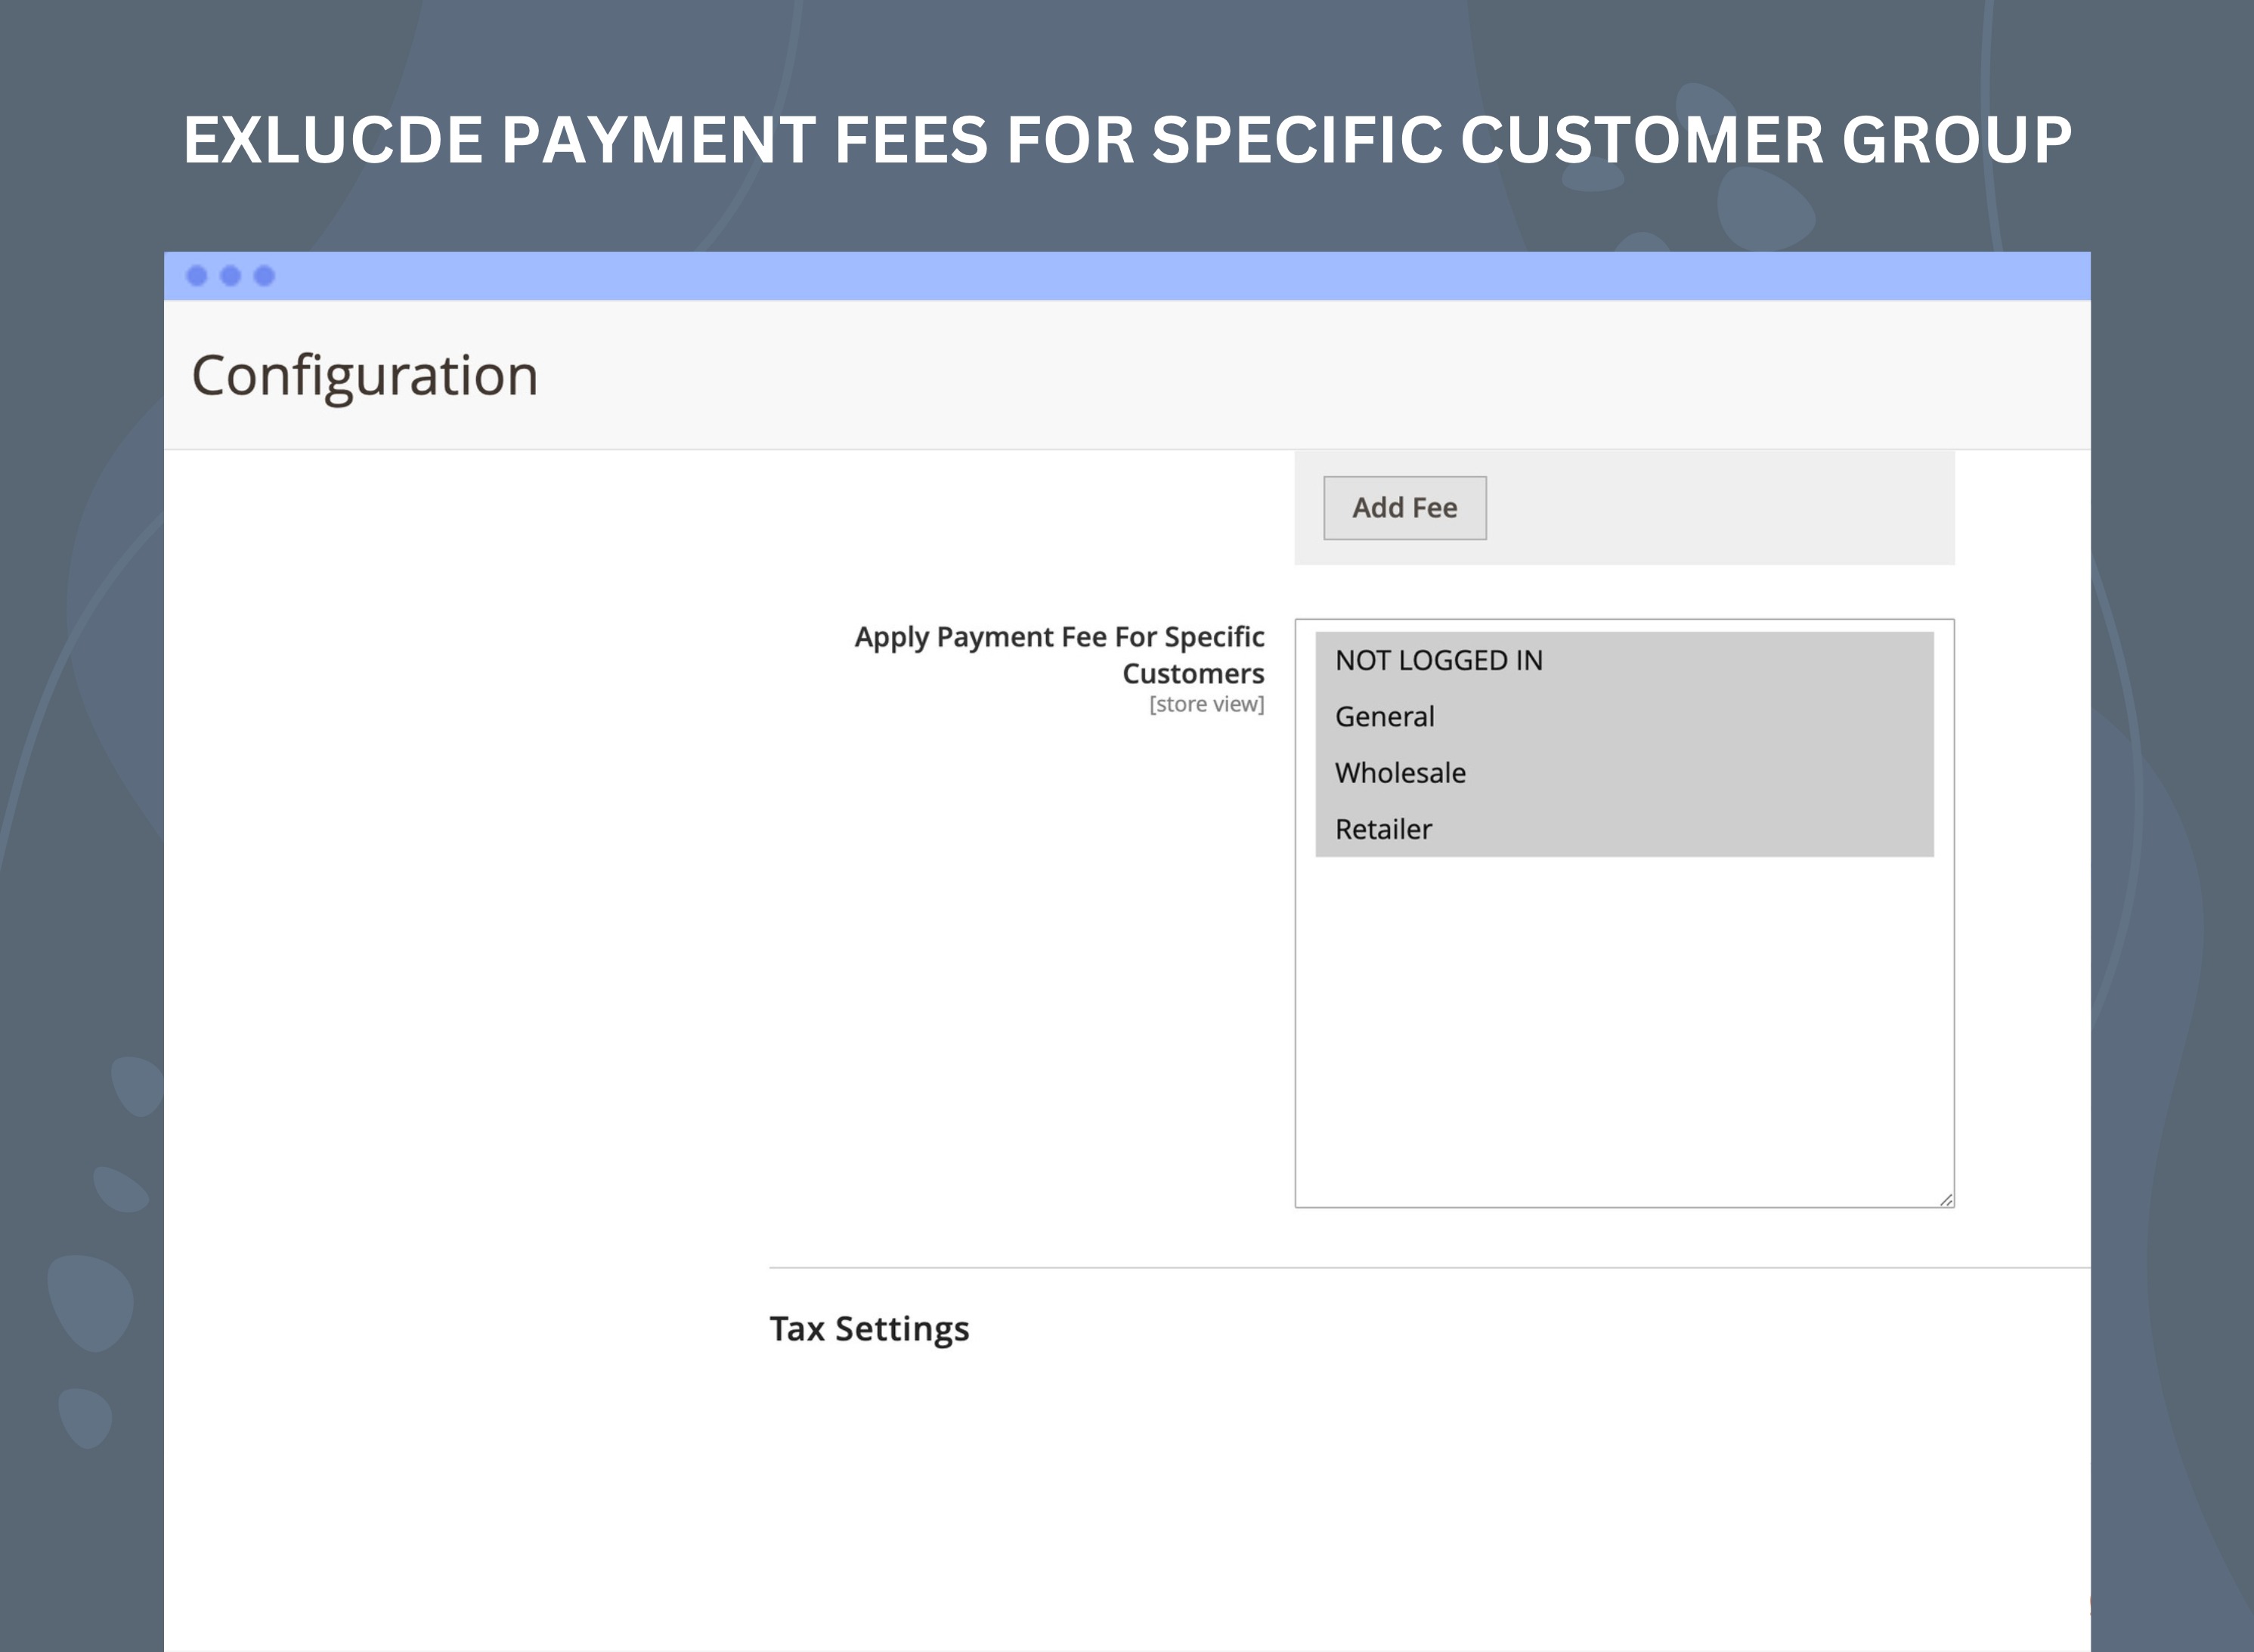 EXLUCDE PAYMENT FEES FOR SPECIFIC CUSTOMER GROUP
Configuration
Add Fee
Apply Payment Fee For Specific
Customers
[store view]
NOT LOGGED IN
General
Wholesale
Retailer
Tax Settings